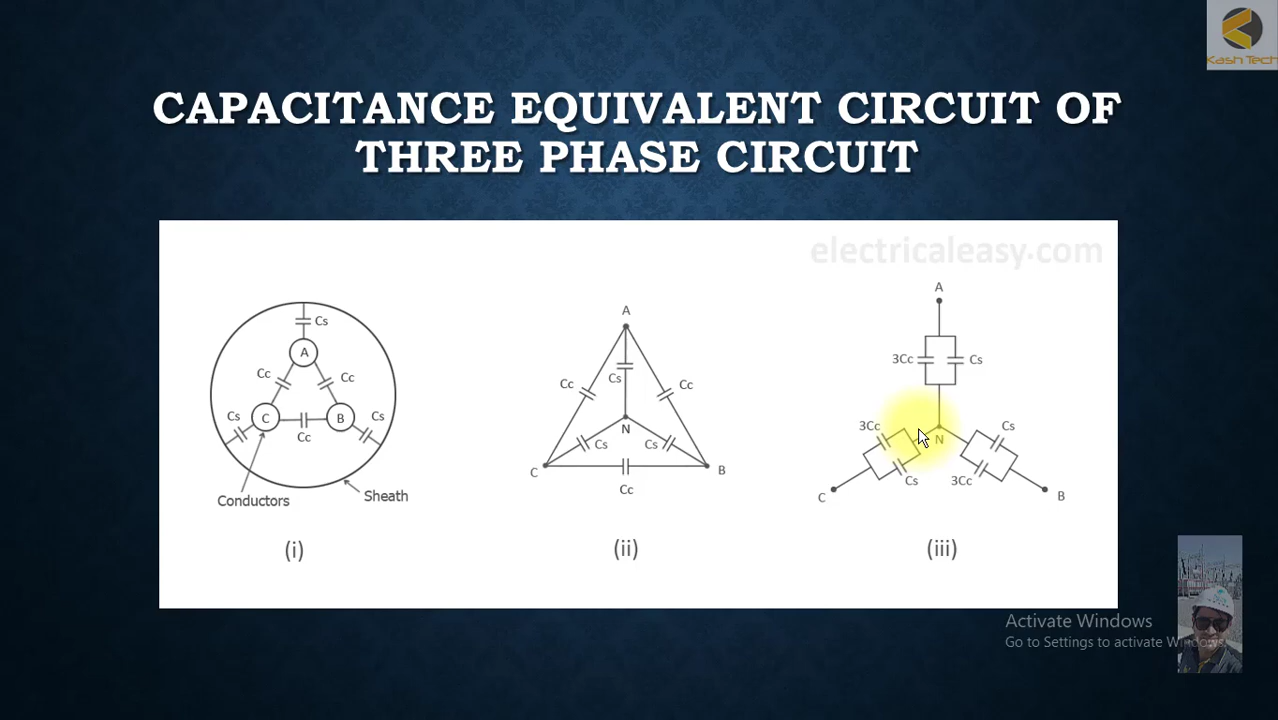 Kash Tech
CAPACITANCE EQUIVALENT CIRCUIT OF
THREE PHASE CIRCUIT
electricaleasy.com
Cs
A
Cc
Cc
Cs
C
B
Cs
Cc
Conductors
Sheath
(i)
A
Cc
Cs
Cc
N
Cs
Cs
C
B
Cc
(ii)
A
3Cc
Cs
3Cc
N
Cs
Cs
3Cc
C
B
(iii)
Activate Windows
Go to Settings to activate Windows.